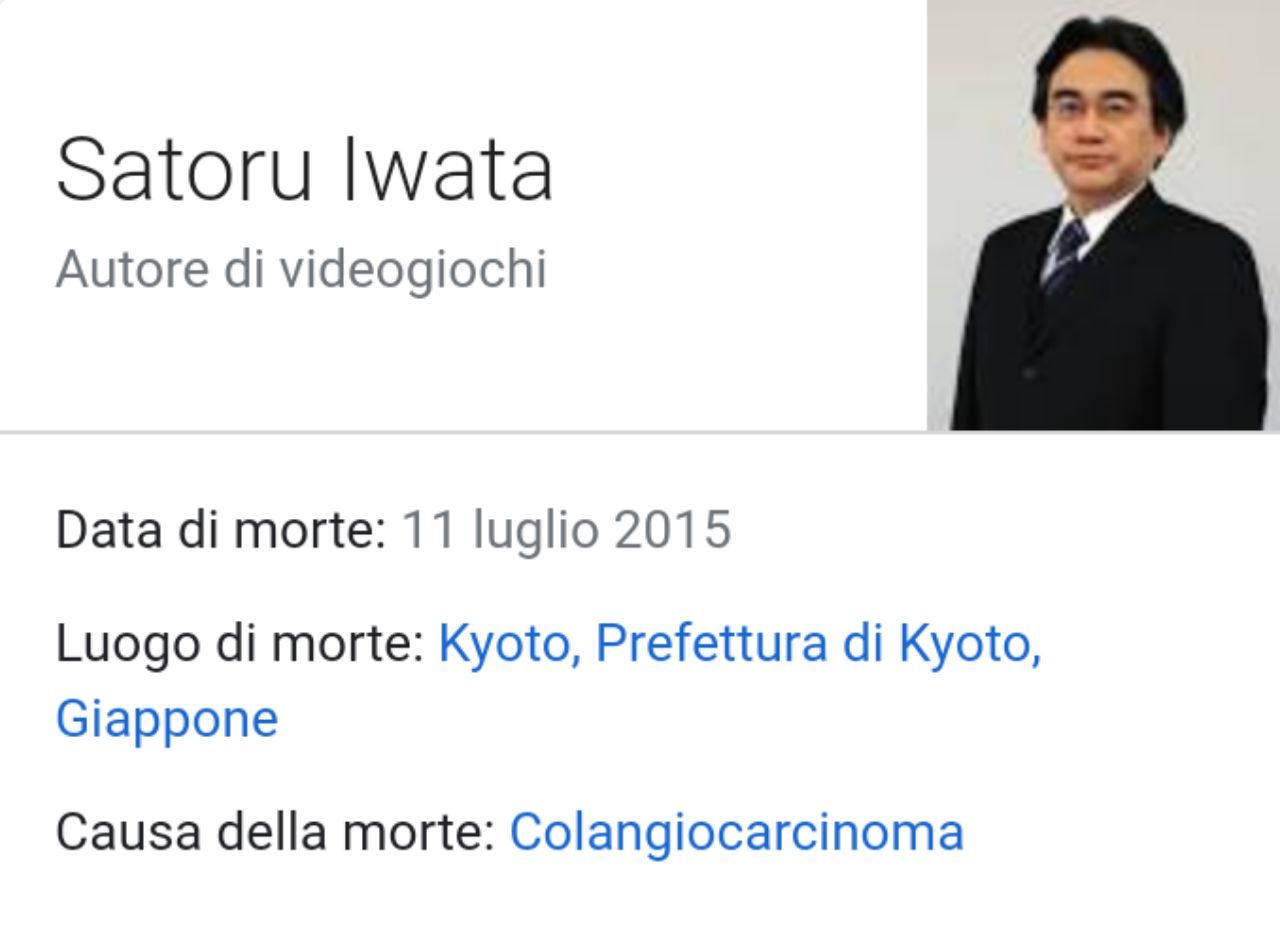 Satoru Iwata
Autore di videogiochi
Data di morte: 11 luglio 2015
Luogo di morte: Kyoto, Prefettura di Kyoto,
Giappone
Causa della morte: Colangiocarcinoma